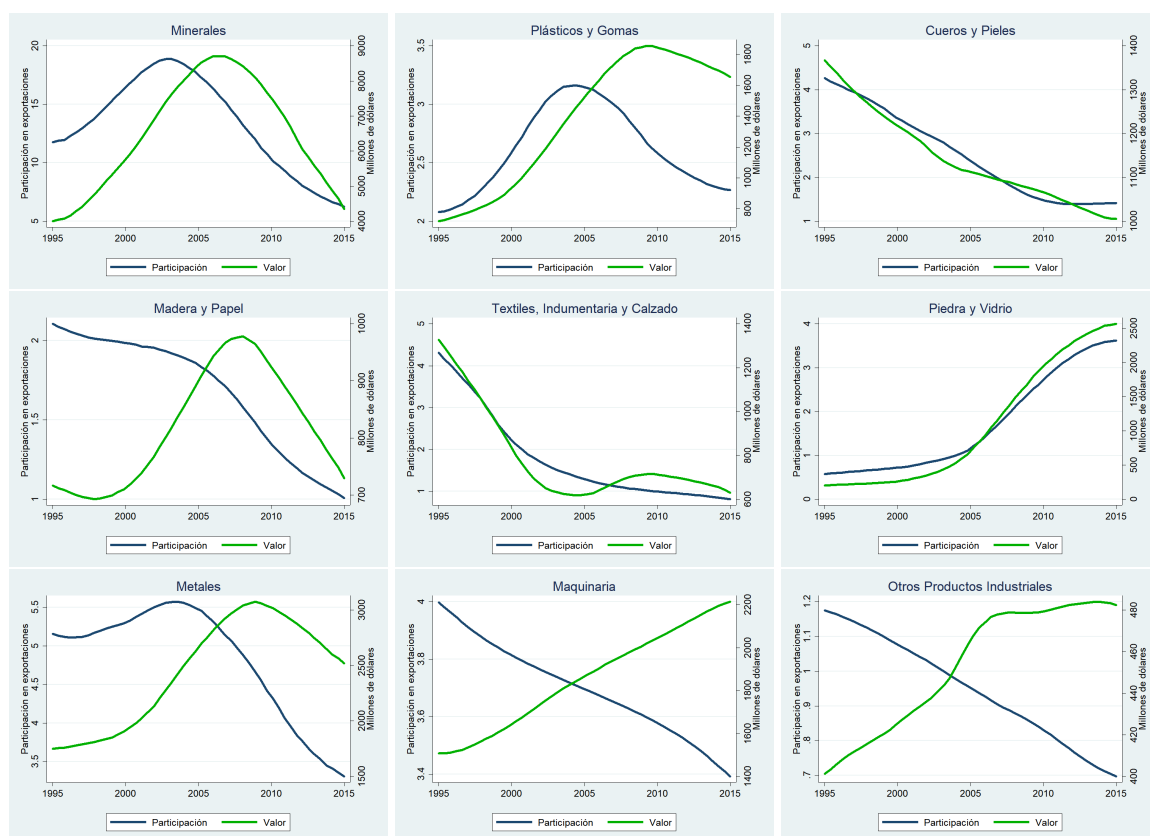 Minerales
Participación en exportaciones
5 10 15 20
4000 5000 6000 7000 8000 9000
Millones de dólares
1995 2000 2005 2010 2015
Participación Valor
Plásticos y Gomas
Participación en exportaciones
2 2.5 3 3.5
800 1000 1200 1400 1600 1800
Millones de dólares
1995 2000 2005 2010 2015
Participación Valor
Cueros y Pieles
Participación en exportaciones
1 2 3 4 5
1000 1100 1200 1300 1400
Millones de dólares
1995 2000 2005 2010 2015
Participación Valor
Madera y Papel
Participación en exportaciones
1 1.5 2
700 800 900 1000
Millones de dólares
1995 2000 2005 2010 2015
Participación Valor
Textiles, Indumentaria y Calzado
Participación en exportaciones
1 2 3 4 5
600 800 1000 1200 1400
Millones de dólares
1995 2000 2005 2010 2015
Participación Valor
Piedra y Vidrio
Participación en exportaciones
0 1 2 3 4
0 500 1000 1500 2000 2500
Millones de dólares
1995 2000 2005 2010 2015
Participación Valor
Metales
Participación en exportaciones
3.5 4 4.5 5 5.5
1500 2000 2500 3000
Millones de dólares
1995 2000 2005 2010 2015
Participación Valor
Maquinaria
Participación en exportaciones
3.4 3.6 3.8 4
1400 1600 1800 2000 2200
Millones de dólares
1995 2000 2005 2010 2015
Participación Valor
Otros Productos Industriales
Participación en exportaciones
.7 .8 .9 1 1.1 1.2
400 420 440 460 480
Millones de dólares
1995 2000 2005 2010 2015
Participación Valor